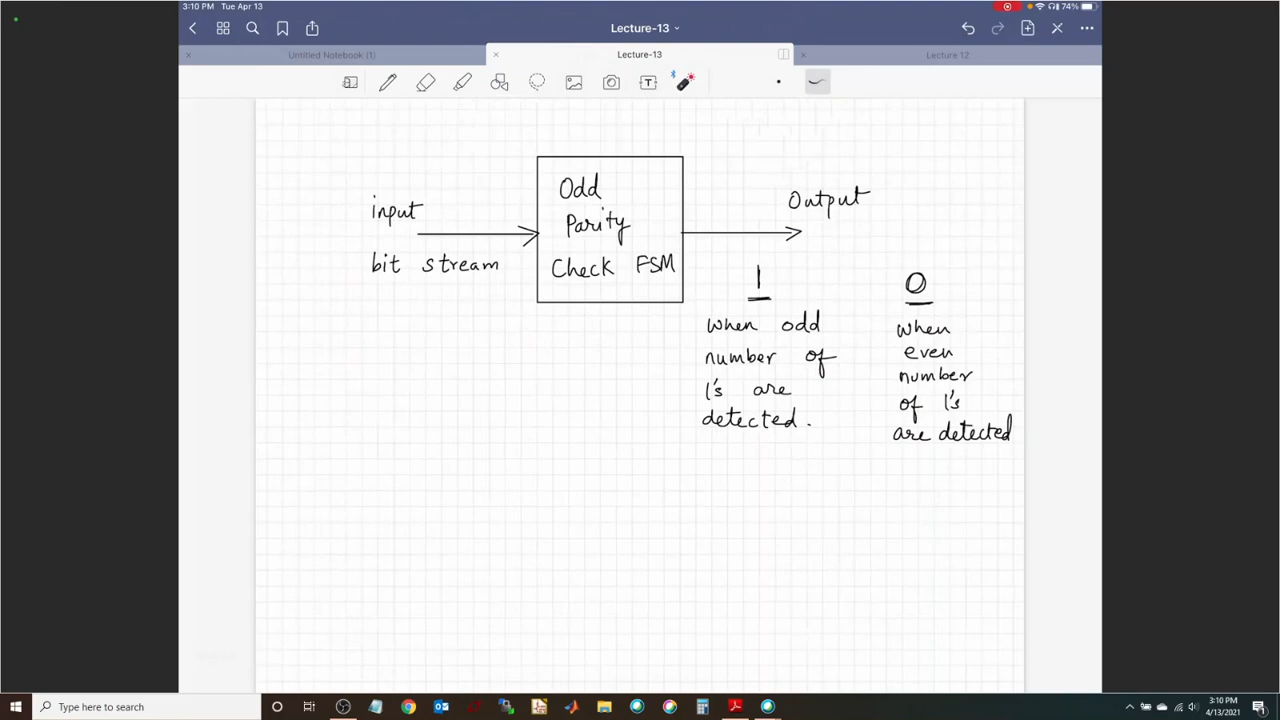 3:10 PM Tue Apr 13
74%
Lecture-13
Untitled Notebook (1)
Lecture-13
Lecture 12
T
input
bit stream
Odd
Parity
Check FSM
Output
1
when odd
number of
1's are
detected.
0
when
even
number
of 1's
are detected
Type here to search
3:10 PM
4/13/2021